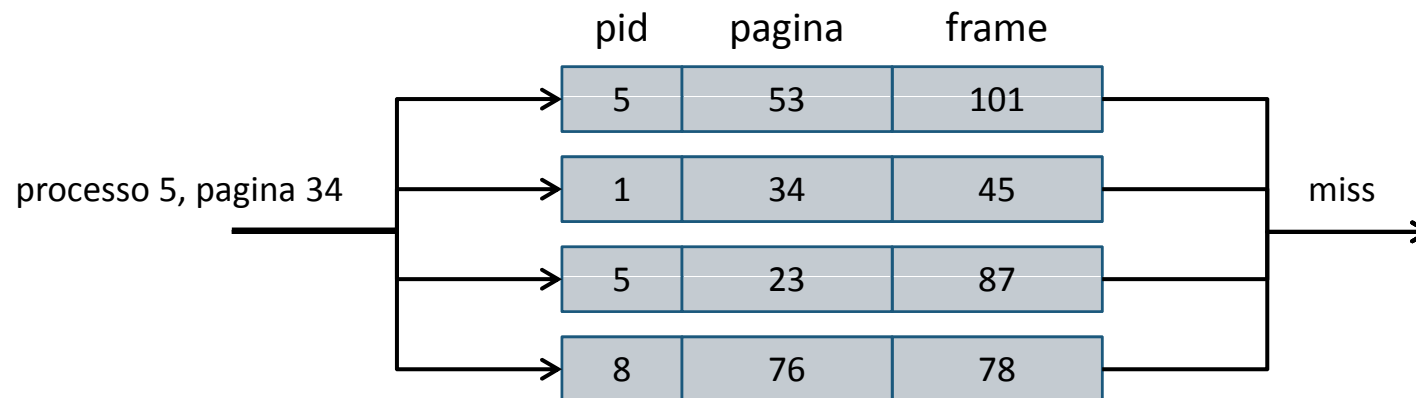 pid pagina frame
5 53 101
processo 5, pagina 34
1 34 45
miss
5 23 87
8 76 78